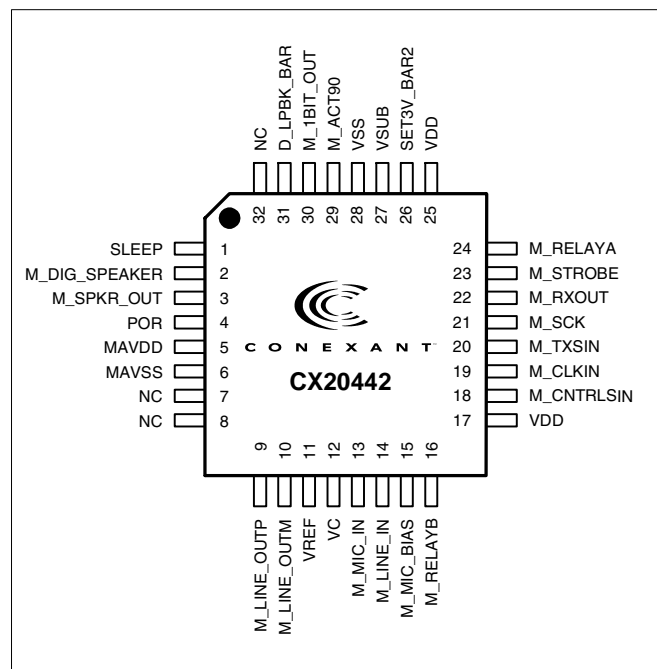 NC
D_LPBK_BAR
M_1BIT_OUT
M_ACT90
VSS
VSUB
SET3V_BAR2
VDD
32
31
30
29
28
27
26
25
SLEEP 1
M_DIG_SPEAKER 2
M_SPKR_OUT 3
POR 4
MAVDD 5
MAVSS 6
NC 7
NC 8
CONEXANT
CX20442
24 M_RELAYA
23 M_STROBE
22 M_RXOUT
21 M_SCK
20 M_TXSIN
19 M_CLKIN
18 M_CNTRLSIN
17 VDD
9
10
11
12
13
14
15
16
M_LINE_OUTP
M_LINE_OUTM
VREF
VC
M_MIC_IN
M_LINE_IN
M_MIC_BIAS
M_RELAYB